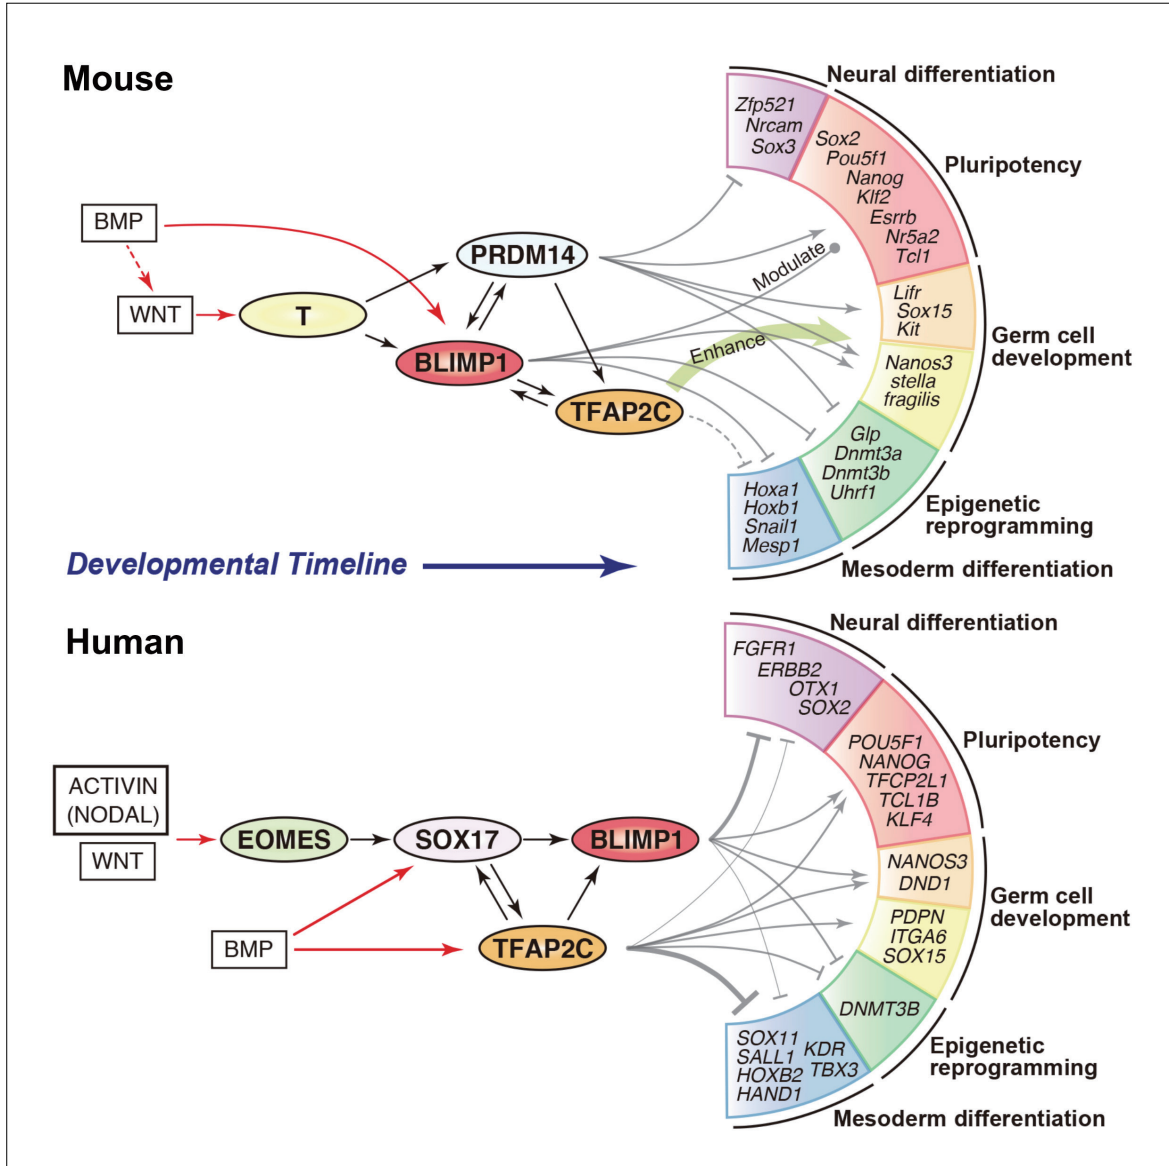 Mouse
Neural differentiation
Zfp521
Nrcam
Sox3
Sox2
Pou5f1
Nanog
Klf2
Esrrb
Nr5a2
Tcl1
Pluripotency
BMP
WNT
T
PRDM14
BLIMP1
TFAP2C
Modulate
Enhance
Lifr
Sox15
Kit
Germ cell
development
Nanos3
stella
fragilis
Glp
Dnmt3a
Dnmt3b
Uhrf1
Epigenetic
reprogramming
Hoxa1
Hoxb1
Snail1
Mesp1
Mesoderm differentiation
Developmental Timeline
Human
Neural differentiation
FGFR1
ERBB2
OTX1
SOX2
POU5F1
NANOG
TFCP2L1
TCL1B
KLF4
Pluripotency
ACTIVIN
(NODAL)
WNT
EOMES
SOX17
BLIMP1
BMP
TFAP2C
NANOS3
DND1
Germ cell
development
PDPN
ITGA6
SOX15
DNMT3B
Epigenetic
reprogramming
SOX11
SALL1
HOXB2
HAND1
KDR
TBX3
Mesoderm differentiation